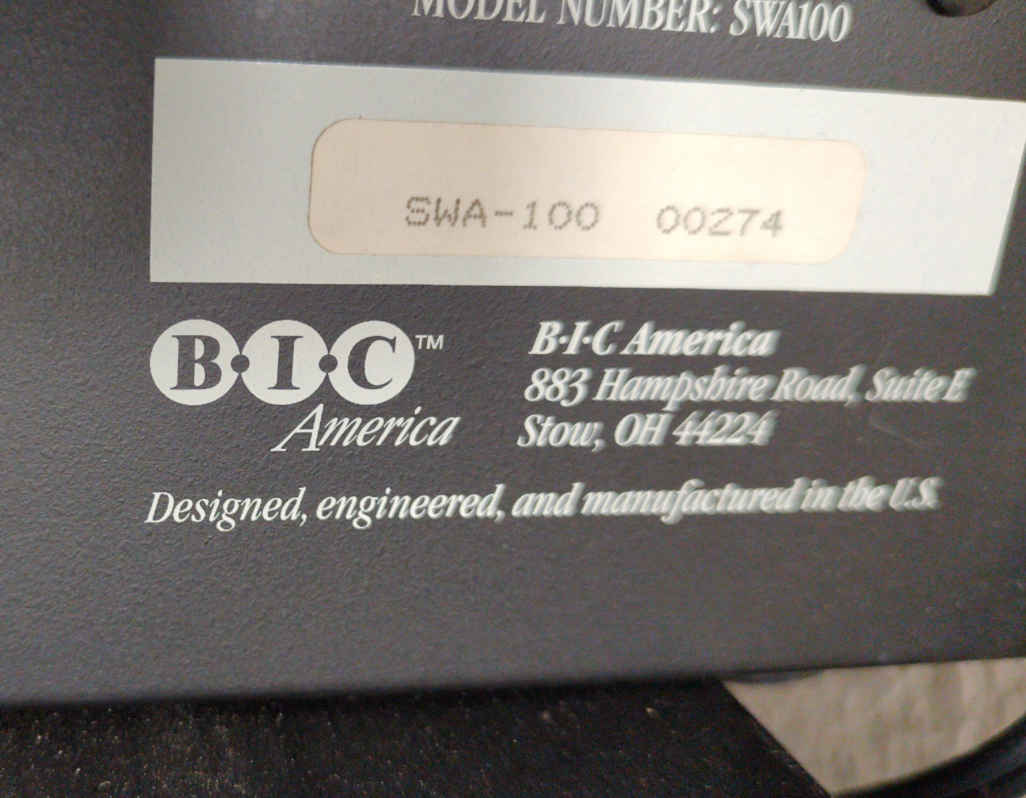 MODEL NUMBER: SWA100
SWA-100 00274
B·I·C™
America
B·I·C America
883 Hampshire Road, Suite E
Stow, OH 44224
Designed, engineered, and manufactured in the U.S.